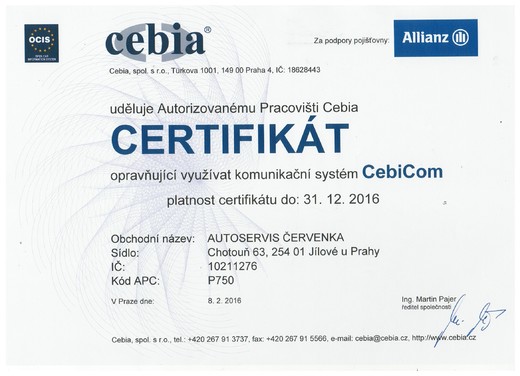 OCIS
cebia®
Za podpory pojišťovny:
Allianz
Cebia, spol. s r.o., Türkova 1001, 149 00 Praha 4, IČ: 18628443
uděluje Autorizovanému Pracovišti Cebia
CERTIFIKÁT
opravňující využívat komunikační systém CebiCom
platnost certifikátu do: 31. 12. 2016
Obchodní název: AUTOSERVIS ČERVENKA
Sídlo: Chotouň 63, 254 01 Jílové u Prahy
IČ: 10211276
Kód APC: P750
V Praze dne: 8. 2. 2016
Ing. Martin Pajer
ředitel společnosti
Cebia, spol. s r.o., tel.: +420 267 91 3737, fax: +420 267 91 5566, e-mail: cebia@cebia.cz, http://www.cebia.cz